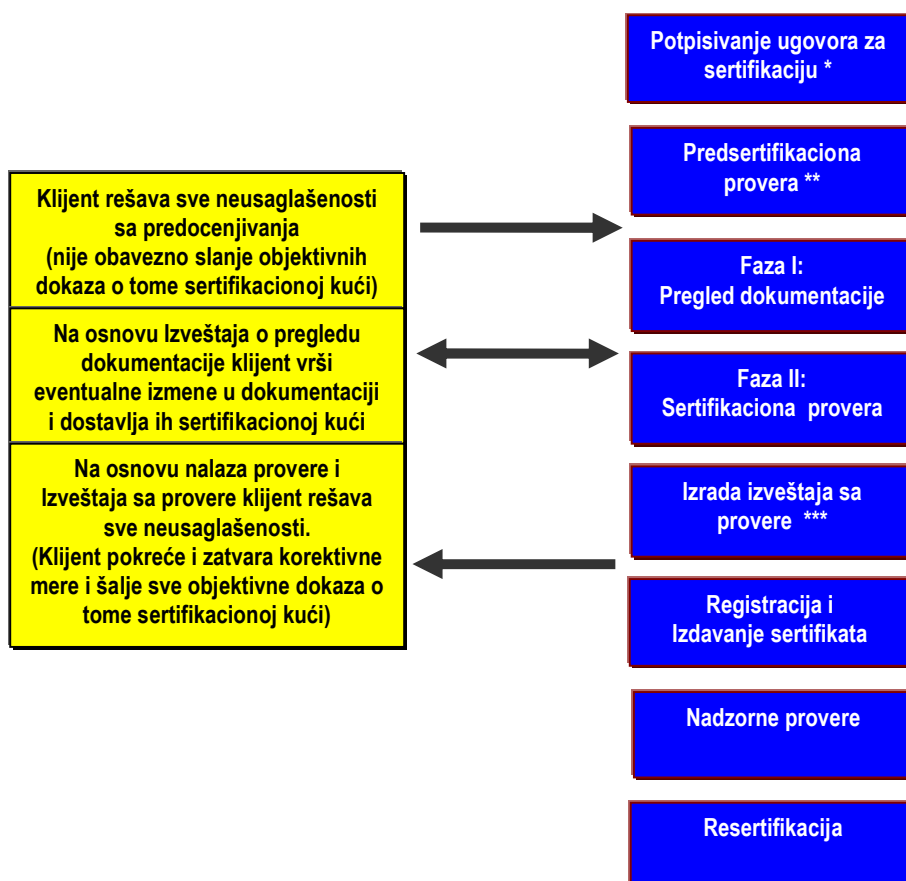 Potpisivanje ugovora za
sertifikaciju *
Predsertifikaciona
provera **
Klijent rešava sve neusaglašenosti
sa predocenjivanja
(nije obavezno slanje objektivnih
dokaza o tome sertifikacionoj kući)
Faza I:
Pregled dokumentacije
Na osnovu Izveštaja o pregledu
dokumentacije klijent vrši
eventualne izmene u dokumentaciji
i dostavlja ih sertifikacionoj kući
Faza II:
Sertifikaciona  provera
Na osnovu nalaza provere i
Izveštaja sa provere klijent rešava
sve neusaglašenosti.
(Klijent pokreće i zatvara korektivne
mere i šalje sve objektivne dokaza o
tome sertifikacionoj kući)
Izrada izveštaja sa
provere  ***
Registracija i
Izdavanje sertifikata
Nadzorne provere
Resertifikacija